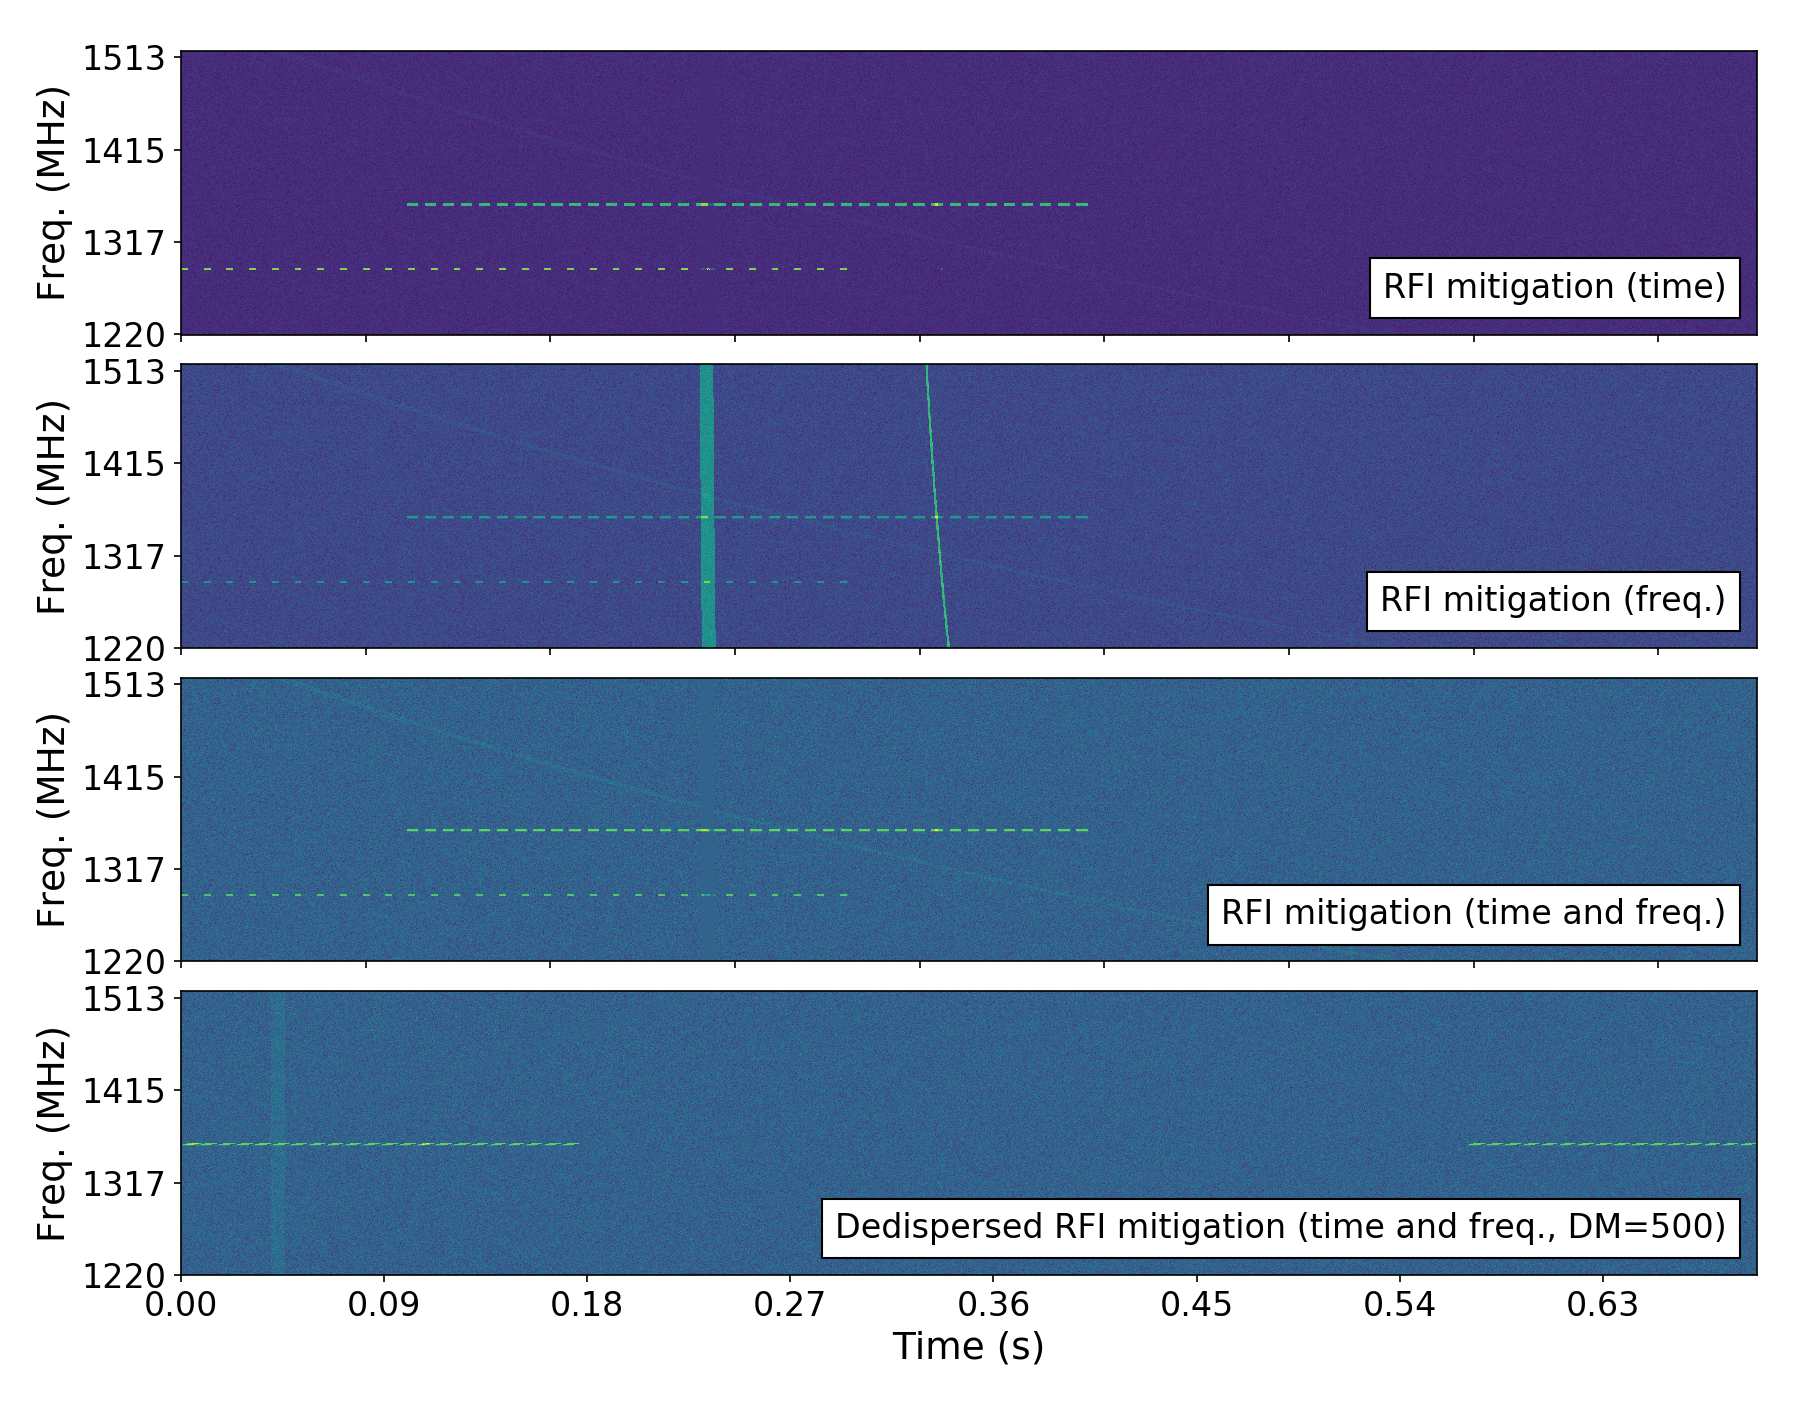 1513
1415
1317
1220
Freq. (MHz)
RFI mitigation (time)
1513
1415
1317
1220
Freq. (MHz)
RFI mitigation (freq.)
1513
1415
1317
1220
Freq. (MHz)
RFI mitigation (time and freq.)
1513
1415
1317
1220
Freq. (MHz)
Dedispersed RFI mitigation (time and freq., DM=500)
0.00 0.09 0.18 0.27 0.36 0.45 0.54 0.63
Time (s)